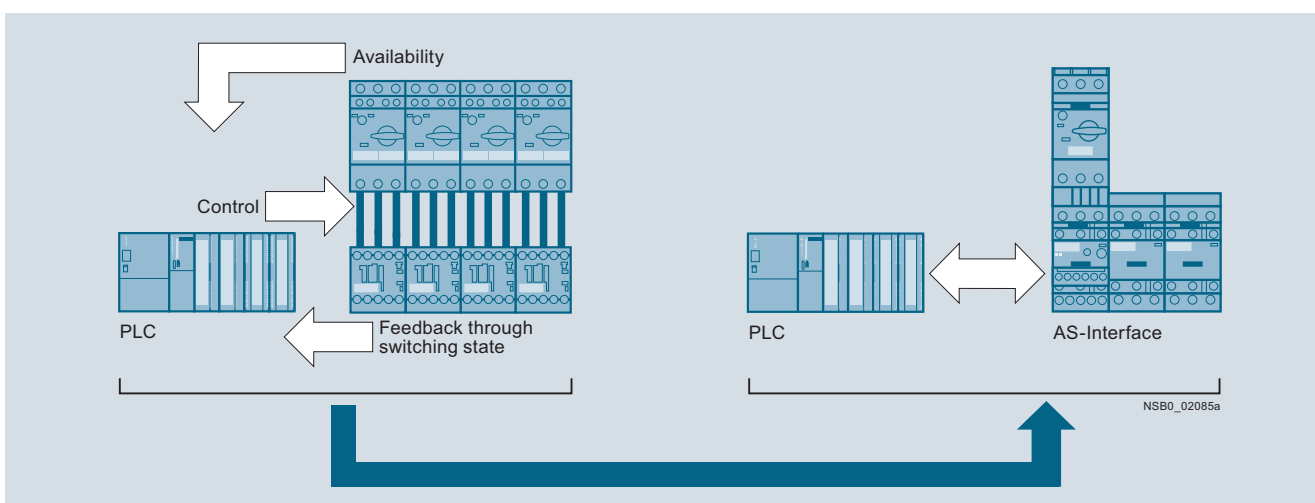 Availability
Control
PLC
Feedback through
switching state
PLC
AS-Interface
NSB0_02085a